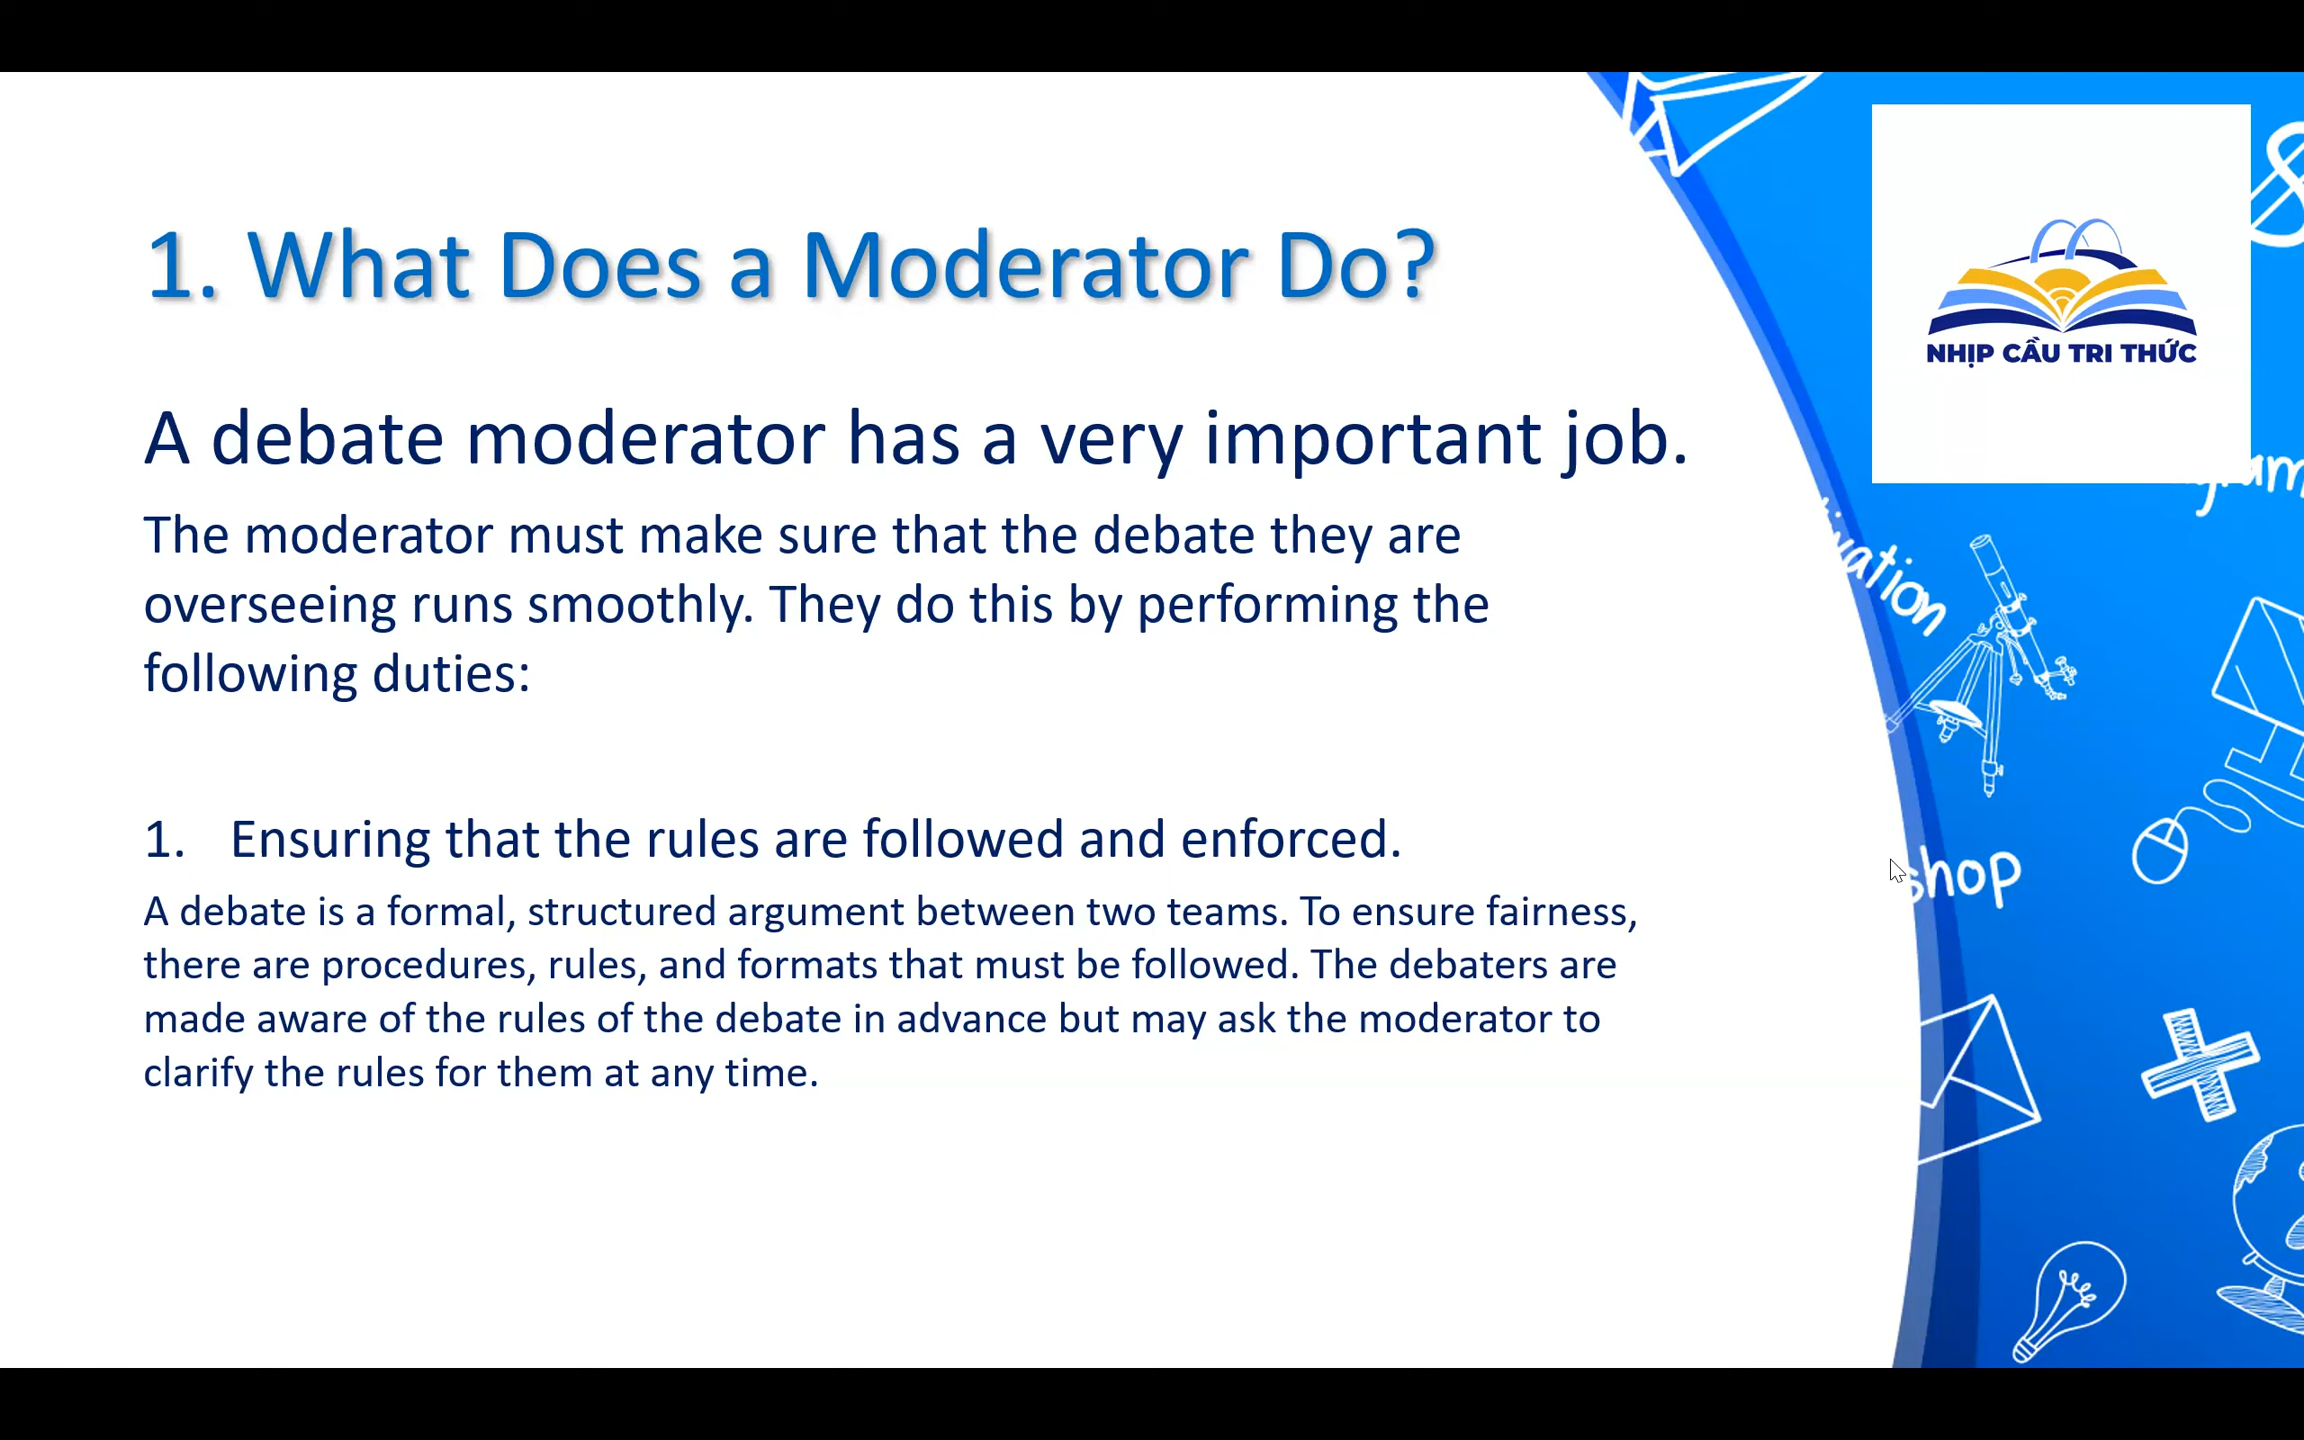 1. What Does a Moderator Do?
NHỊP CẦU TRI THỨC
A debate moderator has a very important job.
The moderator must make sure that the debate they are
overseeing runs smoothly. They do this by performing the
following duties:
1. Ensuring that the rules are followed and enforced.
A debate is a formal, structured argument between two teams. To ensure fairness,
there are procedures, rules, and formats that must be followed. The debaters are
made aware of the rules of the debate in advance but may ask the moderator to
clarify the rules for them at any time.
shop